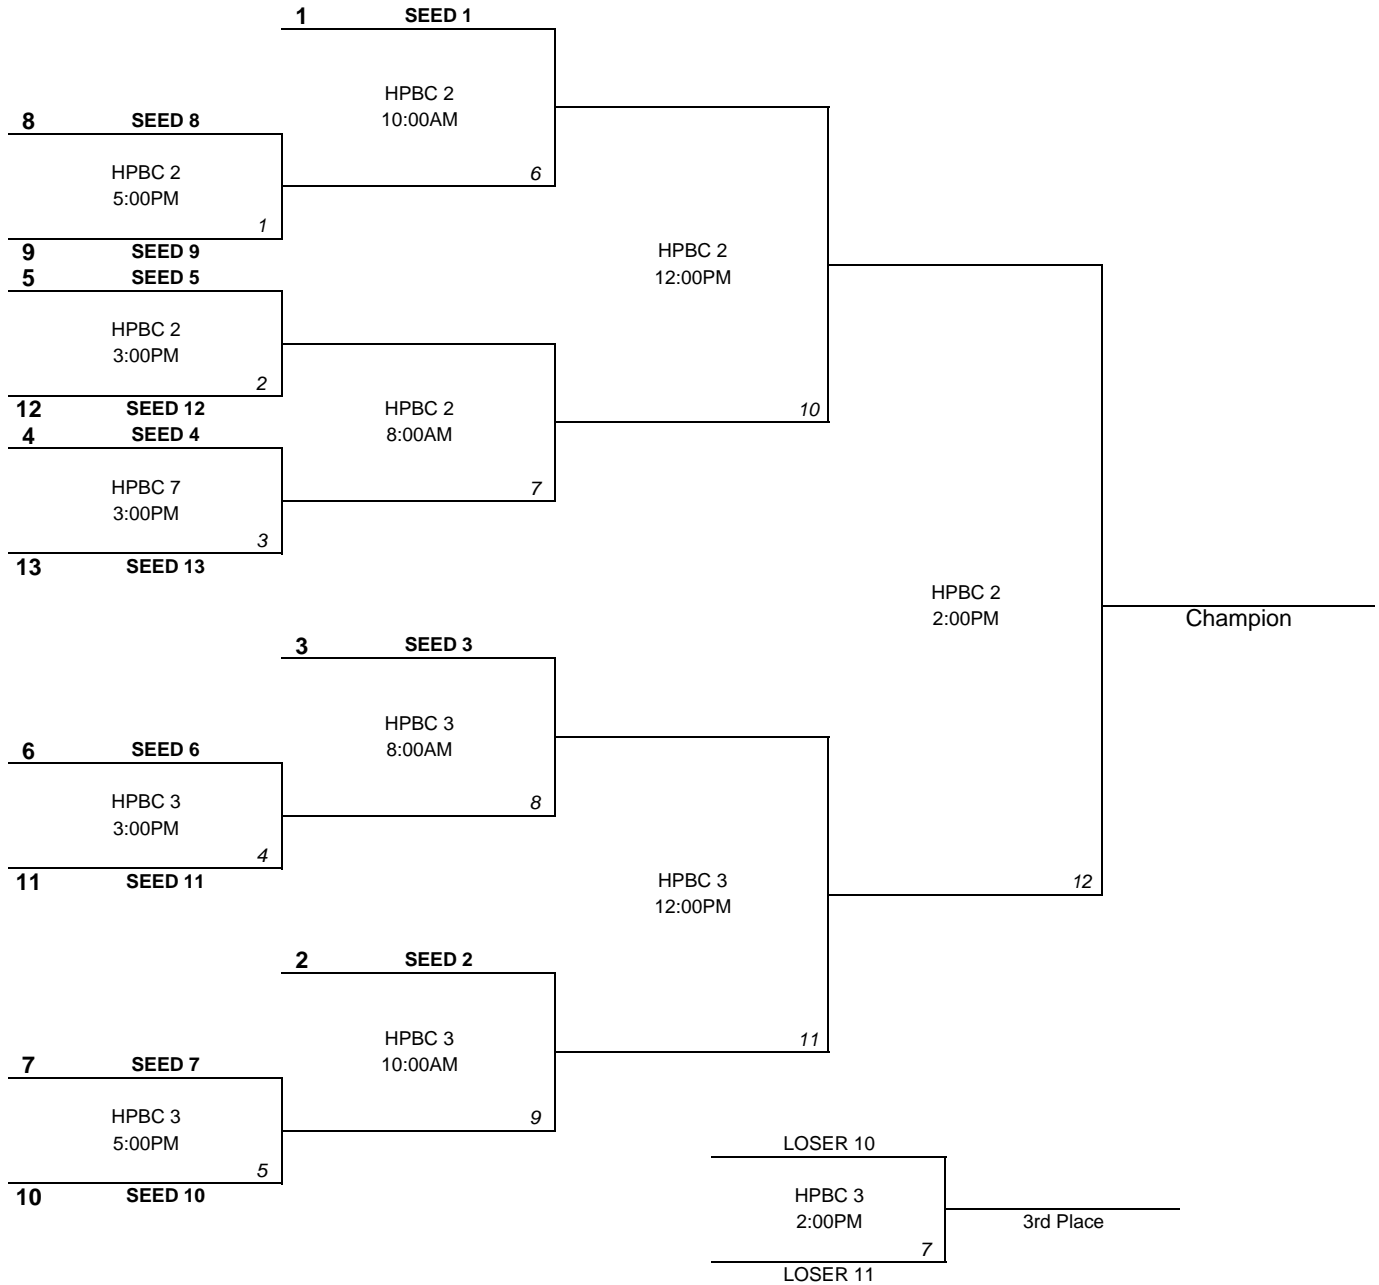 1 SEED 1
HPBC 2
10:00AM
8 SEED 8
HPBC 2
5:00PM
6
1
9 SEED 9
HPBC 2
12:00PM
5 SEED 5
HPBC 2
3:00PM
2
12 SEED 12
HPBC 2
8:00AM
10
4 SEED 4
HPBC 7
3:00PM
7
3
13 SEED 13
HPBC 2
2:00PM
Champion
3 SEED 3
HPBC 3
8:00AM
6 SEED 6
HPBC 3
3:00PM
8
4
11 SEED 11
HPBC 3
12:00PM
12
2 SEED 2
HPBC 3
10:00AM
11
7 SEED 7
HPBC 3
5:00PM
9
5
10 SEED 10
LOSER 10
HPBC 3
2:00PM
3rd Place
7
LOSER 11